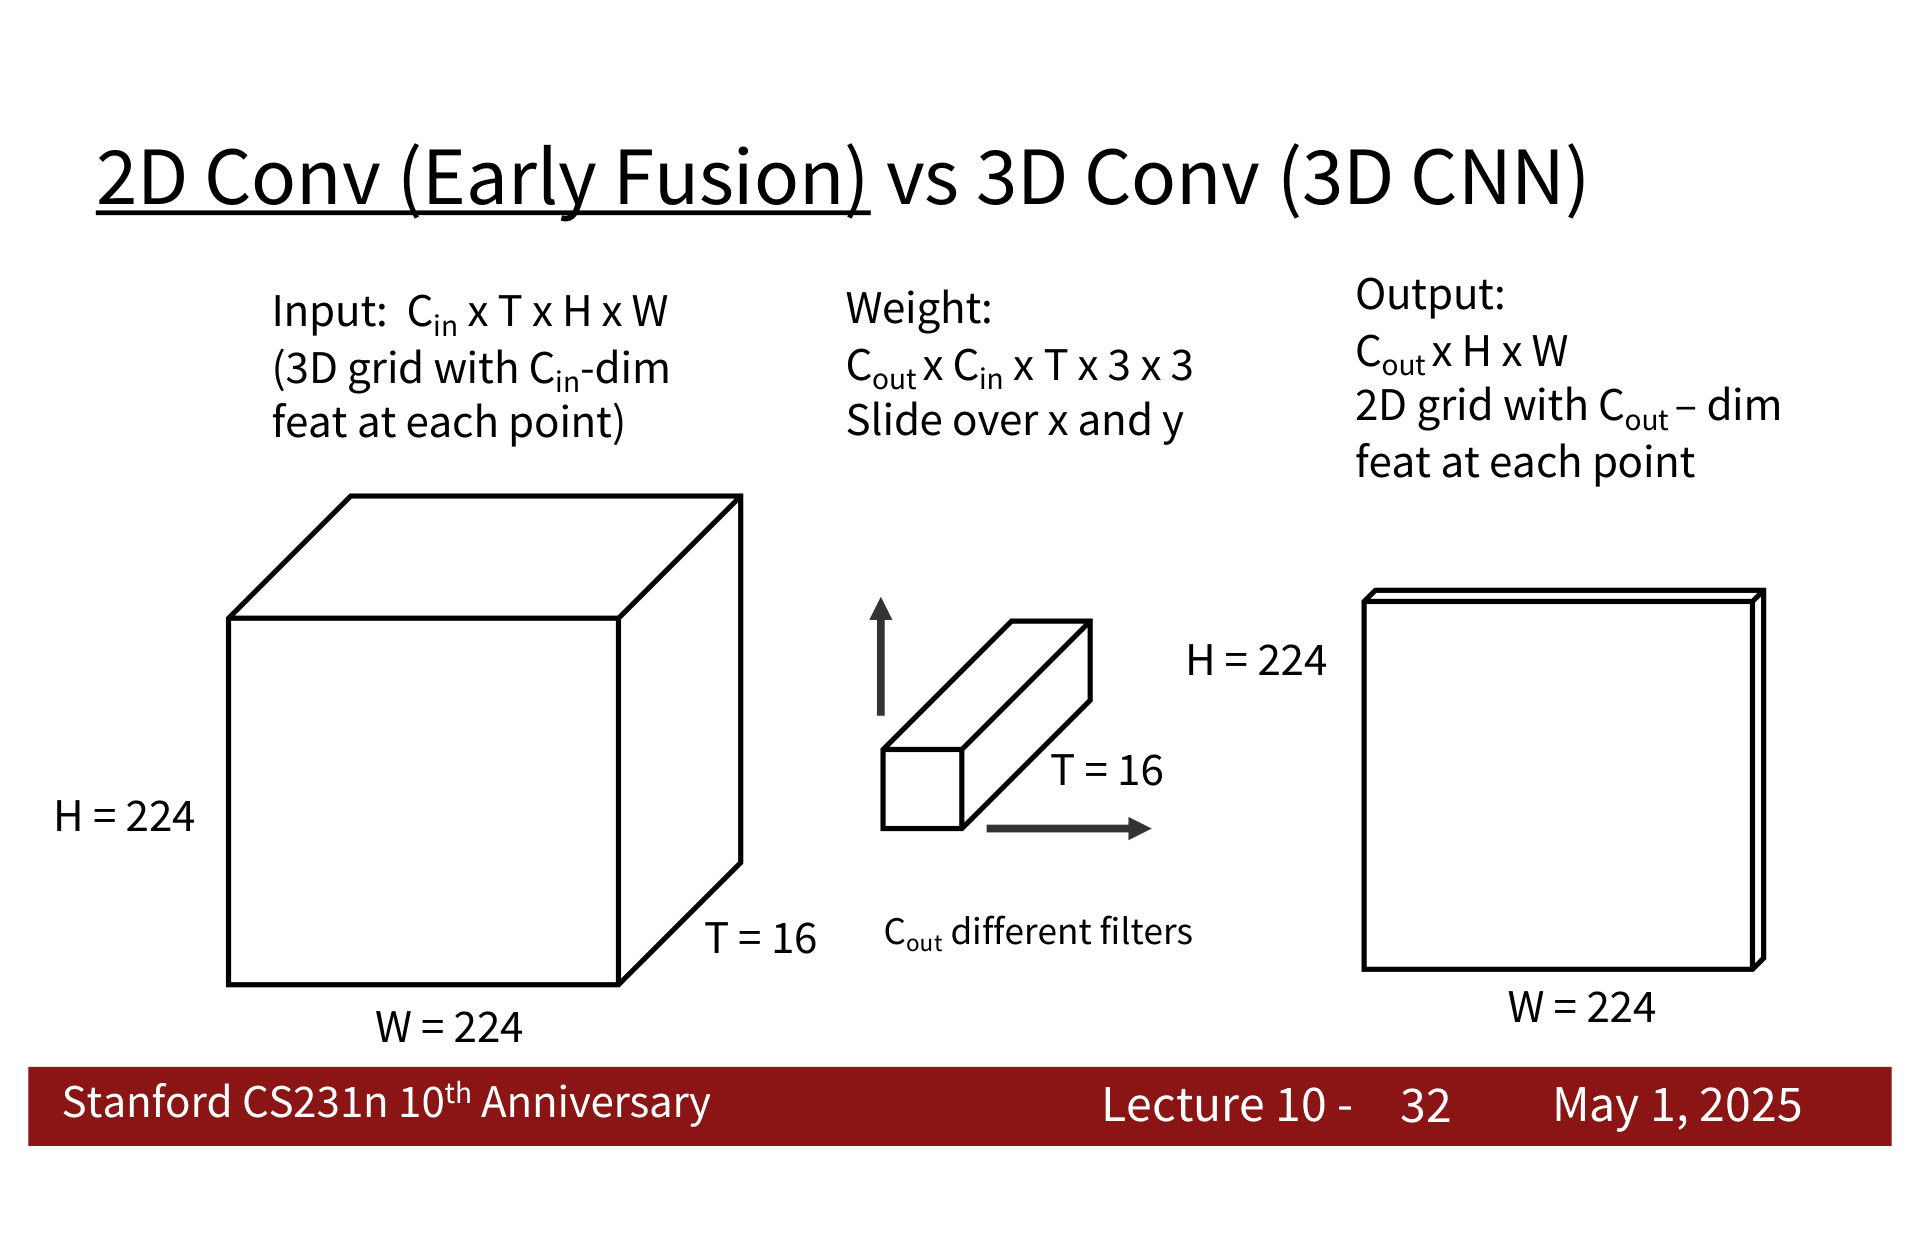 2D Conv (Early Fusion) vs 3D Conv (3D CNN)
Input: Cin x T x H x W
(3D grid with Cin-dim
feat at each point)
Weight:
Cout x Cin x T x 3 x 3
Slide over x and y
Output:
Cout x H x W
2D grid with Cout – dim
feat at each point
H = 224
W = 224
T = 16
T = 16
Cout different filters
H = 224
W = 224
Stanford CS231n 10th Anniversary
Lecture 10 - 32
May 1, 2025